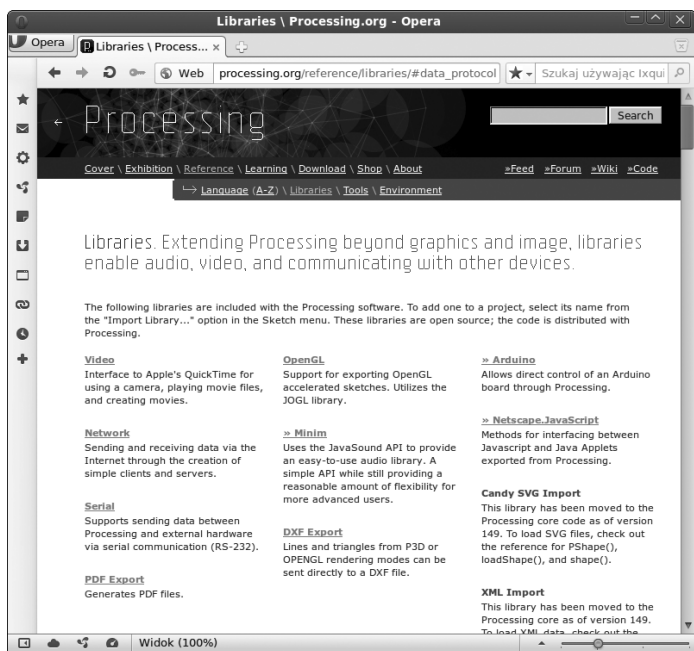 Libraries \ Processing.org - Opera
Opera
Libraries \ Process...
Web
processing.org/reference/libraries/#data_protocol
Szukaj używając Ixqui
Processing
Search
Cover \ Exhibition \ Reference \ Learning \ Download \ Shop \ About
»Feed »Forum »Wiki »Code
Language (A-Z) \ Libraries \ Tools \ Environment
Libraries. Extending Processing beyond graphics and image, libraries
enable audio, video, and communicating with other devices.
The following libraries are included with the Processing software. To add one to a project, select its name from
the "Import Library..." option in the Sketch menu. These libraries are open source; the code is distributed with
Processing.
Video
Interface to Apple's QuickTime for
using a camera, playing movie files,
and creating movies.
Network
Sending and receiving data via the
Internet through the creation of
simple clients and servers.
Serial
Supports sending data between
Processing and external hardware
via serial communication (RS-232).
PDF Export
Generates PDF files.
OpenGL
Support for exporting OpenGL
accelerated sketches. Utilizes the
JOGL library.
» Minim
Uses the JavaSound API to provide
an easy-to-use audio library. A
simple API while still providing a
reasonable amount of flexibility for
more advanced users.
DXF Export
Lines and triangles from P3D or
OPENGL rendering modes can be
sent directly to a DXF file.
» Arduino
Allows direct control of an Arduino
board through Processing.
» Netscape.JavaScript
Methods for interfacing between
Javascript and Java Applets
exported from Processing.
Candy SVG Import
This library has been moved to the
Processing core code as of version
149. To load SVG files, check out
the reference for PShape(),
loadShape(), and shape().
XML Import
This library has been moved to the
Processing core as of version 149.
To load XML data, check out the
Widok (100%)